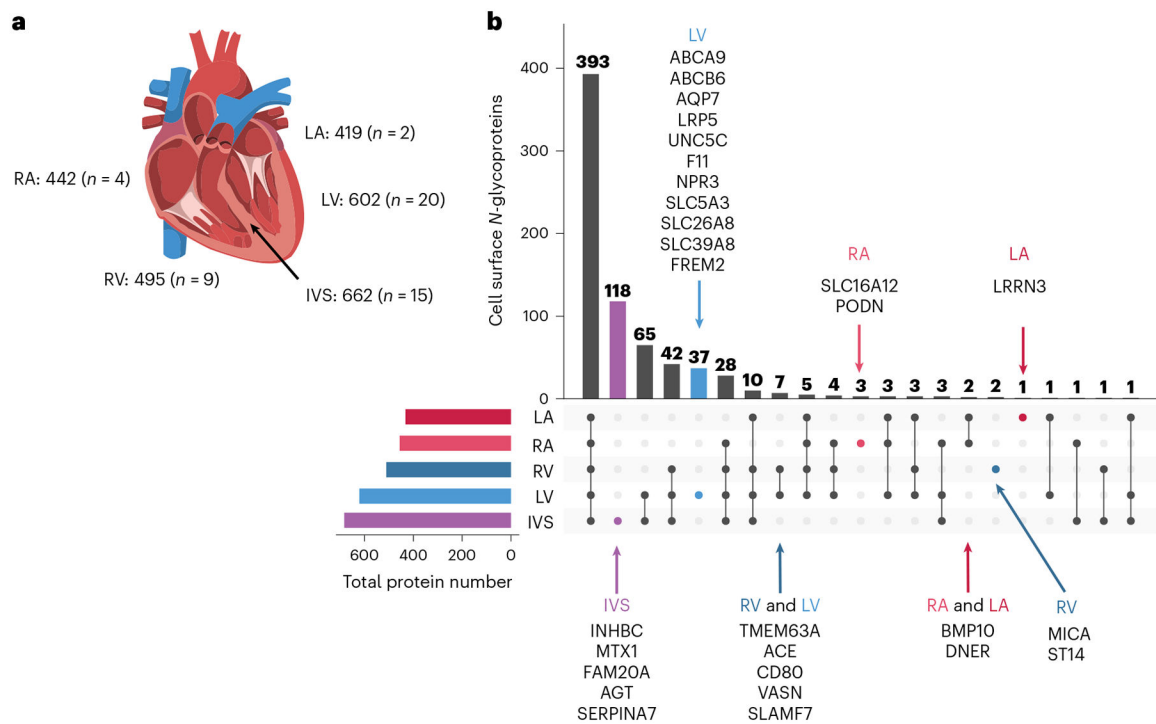 a
LA: 419 (n = 2)
RA: 442 (n = 4)
LV: 602 (n = 20)
RV: 495 (n = 9)
IVS: 662 (n = 15)
b
Cell surface N-glycoproteins
400
300
200
100
0
393
118
65
42
37
28
10
7
5
4
3
3
3
3
2
2
1
1
1
1
1
LV
ABCA9
ABCB6
AQP7
LRP5
UNC5C
F11
NPR3
SLC5A3
SLC26A8
SLC39A8
FREM2
RA
SLC16A12
PODN
LA
LRRN3
LA
RA
RV
LV
IVS
600
400
200
0
Total protein number
IVS
INHBC
MTX1
FAM20A
AGT
SERPINA7
RV and LV
TMEM63A
ACE
CD80
VASN
SLAMF7
RA and LA
BMP10
DNER
RV
MICA
ST14